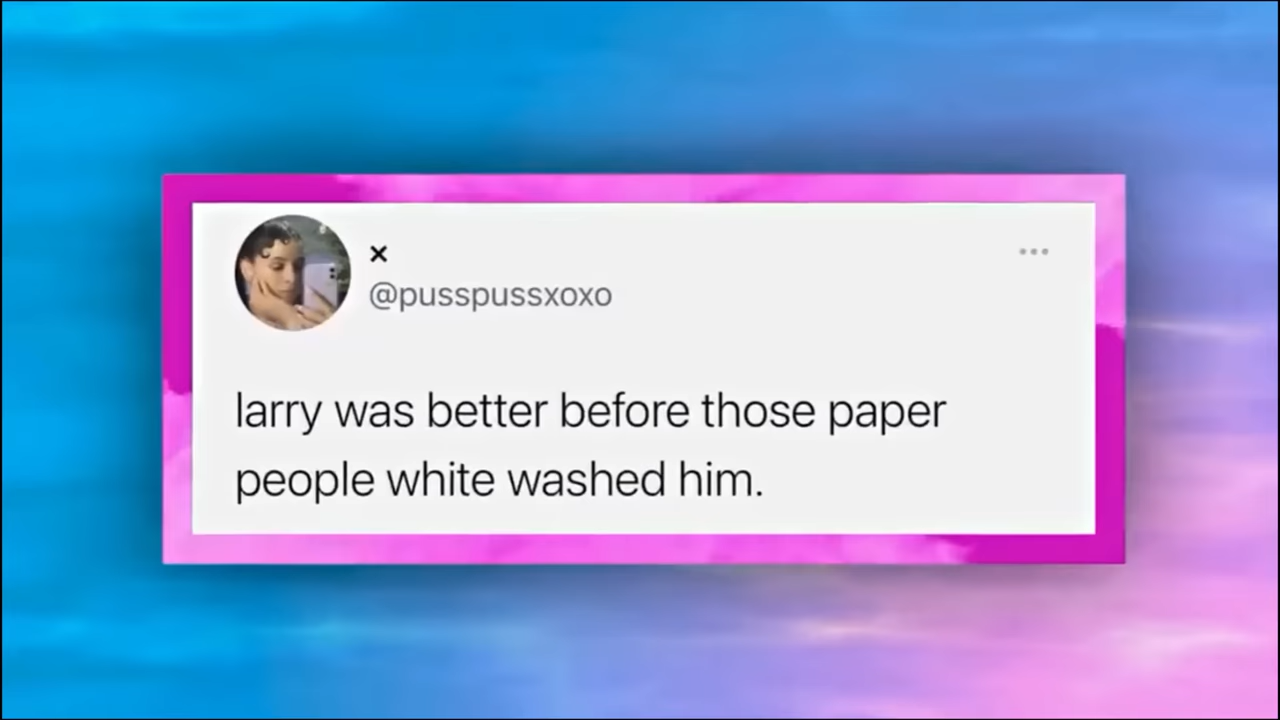 ×
@pusspussxoxo
larry was better before those paper
people white washed him.